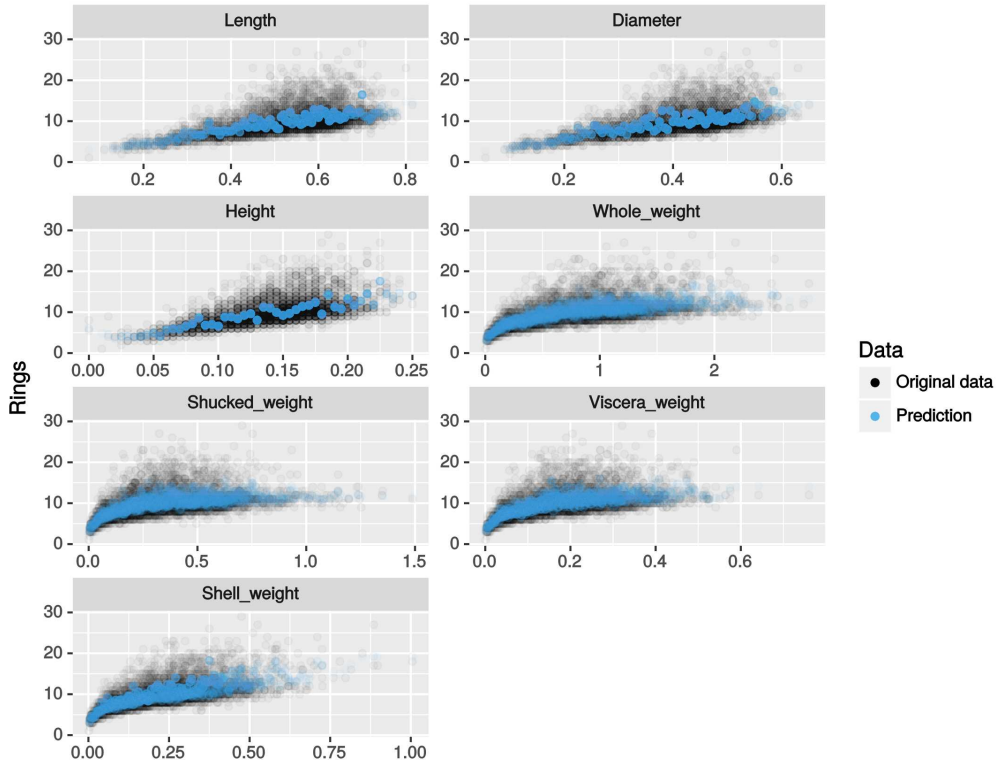 Length
Diameter
30
20
10
0
0.2 0.4 0.6 0.8
30
20
10
0
0.2 0.4 0.6
Height
Whole_weight
30
20
10
0
0.00 0.05 0.10 0.15 0.20 0.25
30
20
10
0
0 1 2
Shucked_weight
Viscera_weight
30
20
10
0
0.0 0.5 1.0 1.5
30
20
10
0
0.0 0.2 0.4 0.6
Shell_weight
30
20
10
0
0.00 0.25 0.50 0.75 1.00
Rings
Data
Original data
Prediction